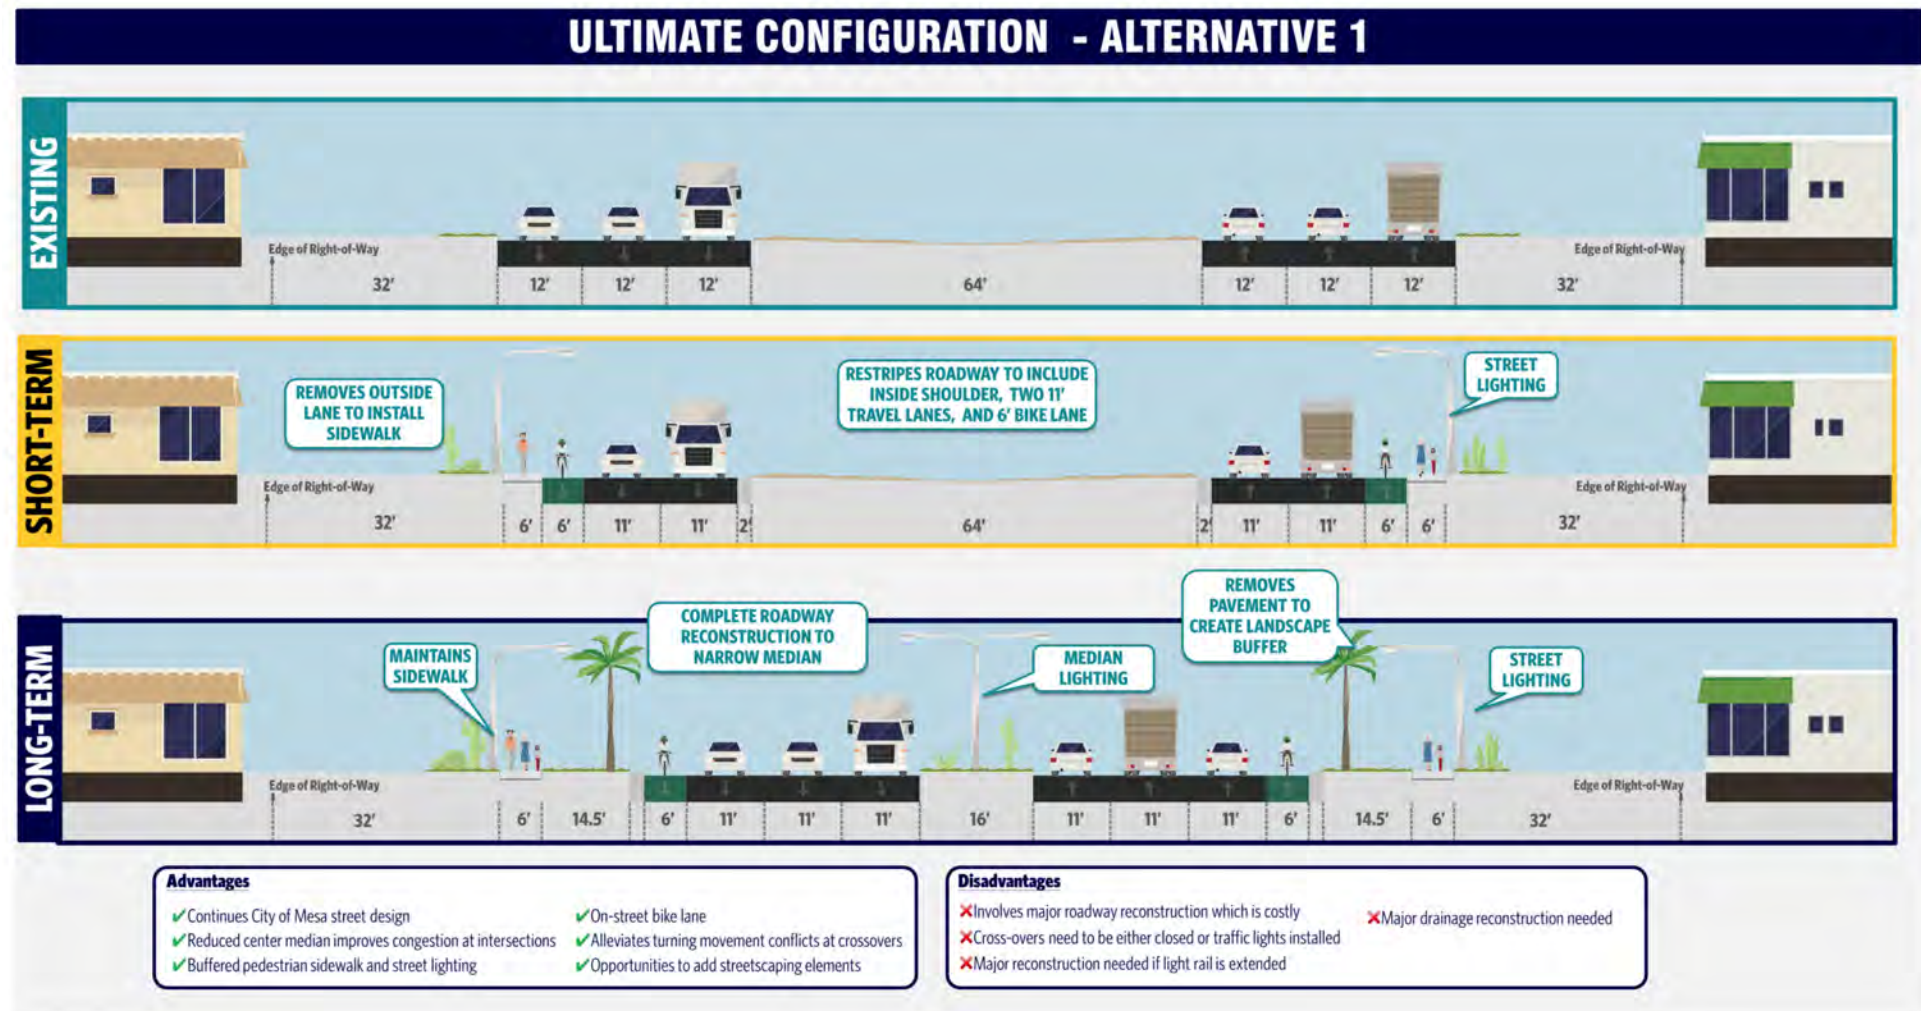 ULTIMATE CONFIGURATION - ALTERNATIVE 1
EXISTING
Edge of Right-of-Way
Edge of Right-of-Way
32' 12' 12' 12' 64' 12' 12' 12' 32'
SHORT-TERM
REMOVES OUTSIDE
LANE TO INSTALL
SIDEWALK
RESTRIPES ROADWAY TO INCLUDE
INSIDE SHOULDER, TWO 11'
TRAVEL LANES, AND 6' BIKE LANE
STREET
LIGHTING
Edge of Right-of-Way
Edge of Right-of-Way
32' 6' 6' 11' 11' 2' 64' 2' 11' 11' 6' 6' 32'
LONG-TERM
MAINTAINS
SIDEWALK
COMPLETE ROADWAY
RECONSTRUCTION TO
NARROW MEDIAN
MEDIAN
LIGHTING
REMOVES
PAVEMENT TO
CREATE LANDSCAPE
BUFFER
STREET
LIGHTING
Edge of Right-of-Way
Edge of Right-of-Way
32' 6' 14.5' 6' 11' 11' 11' 16' 11' 11' 11' 6' 14.5' 6' 32'
Advantages
✔Continues City of Mesa street design
✔Reduced center median improves congestion at intersections
✔Buffered pedestrian sidewalk and street lighting
✔On-street bike lane
✔Alleviates turning movement conflicts at crossovers
✔Opportunities to add streetscaping elements
Disadvantages
✘Involves major roadway reconstruction which is costly
✘Cross-overs need to be either closed or traffic lights installed
✘Major reconstruction needed if light rail is extended
✘Major drainage reconstruction needed